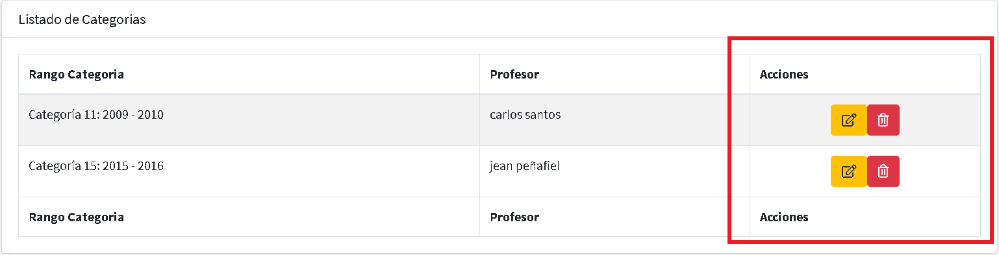 Listado de Categorias
Rango Categoria Profesor Acciones
Categoría 11: 2009 - 2010 carlos santos
Categoría 15: 2015 - 2016 jean peñafiel
Rango Categoria Profesor Acciones